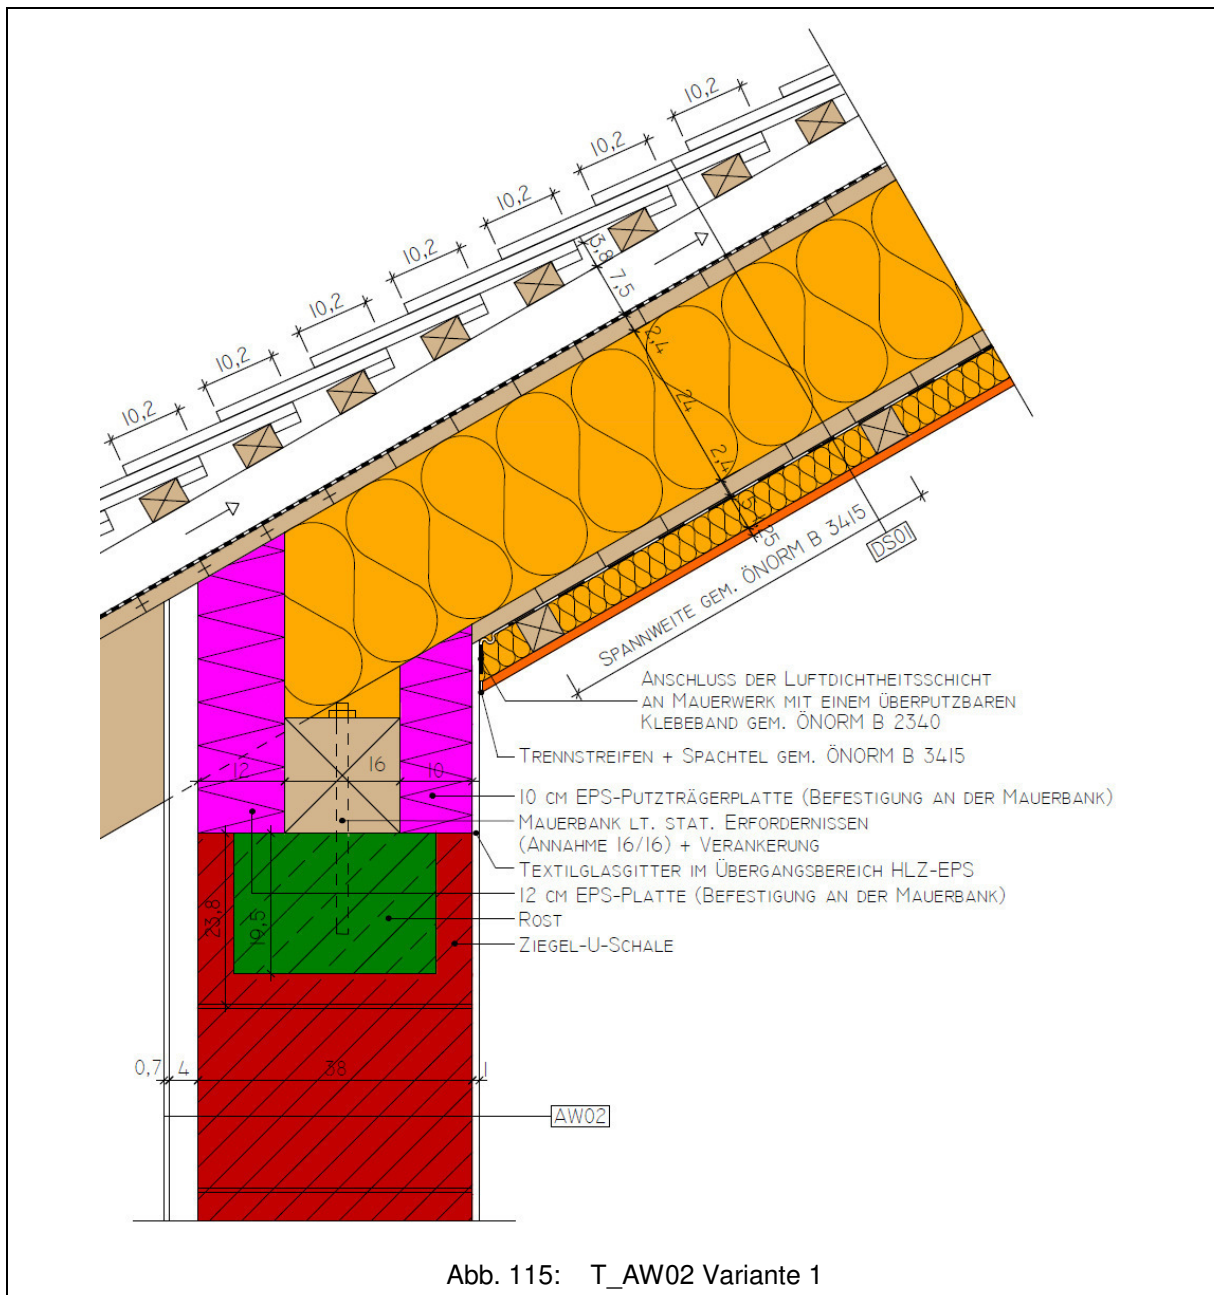 10,2
10,2
10,2
10,2
10,2
10,2
10,2
3,8
7,5
2,4
24
2,4
5
SPANNWEITE GEM. ÖNORM B 3415
DS01
ANSCHLUSS DER LUFTDICHTHEITSSCHICHT
AN MAUERWERK MIT EINEM ÜBERPUTZBAREN
KLEBEBAND GEM. ÖNORM B 2340
TRENNSTREIFEN + SPACHTEL GEM. ÖNORM B 3415
12
16
10
10 CM EPS-PUTZTRÄGERPLATTE (BEFESTIGUNG AN DER MAUERBANK)
MAUERBANK LT. STAT. ERFORDERNISSEN
(ANNAHME 16/16) + VERANKERUNG
TEXTILGLASGITTER IM ÜBERGANGSBEREICH HLZ-EPS
12 CM EPS-PLATTE (BEFESTIGUNG AN DER MAUERBANK)
ROST
ZIEGEL-U-SCHALE
23,8
19,5
0,7
4
38
1
AW02
Abb. 115: T_AW02 Variante 1